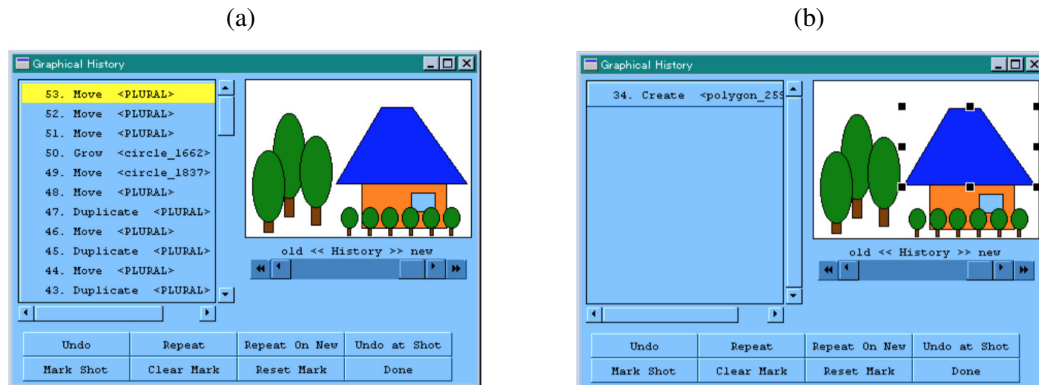 (a)
Graphical History
53. Move <PLURAL>
52. Move <PLURAL>
51. Move <PLURAL>
50. Grow <circle_1662>
49. Move <circle_1837>
48. Move <PLURAL>
47. Duplicate <PLURAL>
46. Move <PLURAL>
45. Duplicate <PLURAL>
44. Move <PLURAL>
43. Duplicate <PLURAL>
old << History >> new
Undo Repeat Repeat On New Undo at Shot
Mark Shot Clear Mark Reset Mark Done
(b)
Graphical History
34. Create <polygon_259
old << History >> new
Undo Repeat Repeat On New Undo at Shot
Mark Shot Clear Mark Reset Mark Done